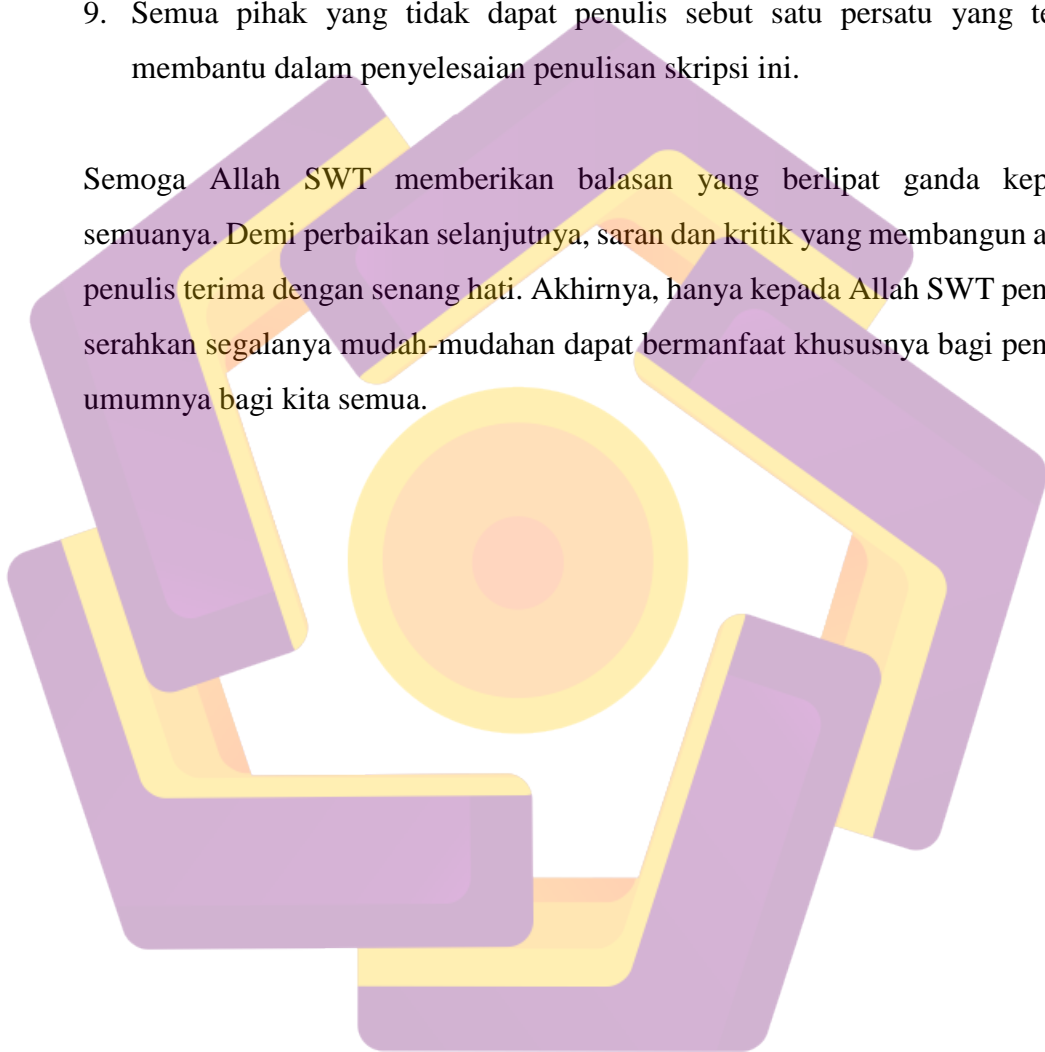 9. Semua pihak yang tidak dapat penulis sebut satu persatu yang te
membantu dalam penyelesaian penulisan skripsi ini.
Semoga Allah SWT memberikan balasan yang berlipat ganda kep
semuanya. Demi perbaikan selanjutnya, saran dan kritik yang membangun a
penulis terima dengan senang hati. Akhirnya, hanya kepada Allah SWT pen
serahkan segalanya mudah-mudahan dapat bermanfaat khususnya bagi pen
umumnya bagi kita semua.